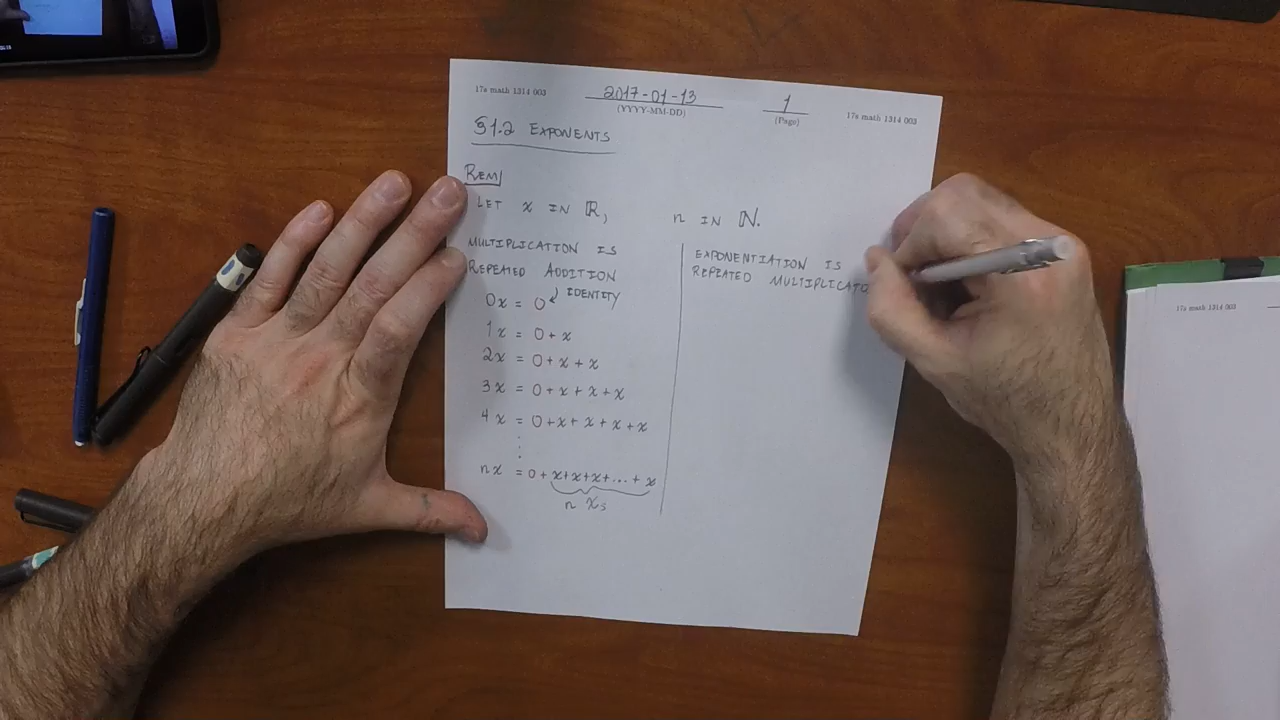 17s math 1314 003
2017-01-13
(YYYY-MM-DD)
1
(Page)
17s math 1314 003
§1.2 EXPONENTS
REM
LET x IN ℝ,
n IN ℕ.
MULTIPLICATION IS
REPEATED ADDITION
IDENTITY
0x = 0
1x = 0 + x
2x = 0 + x + x
3x = 0 + x + x + x
4x = 0 + x + x + x + x
⋮
nx = 0 + x + x + x + ... + x
n xs
EXPONENTIATION IS
REPEATED MULTIPLICATIO
17s math 1314 003